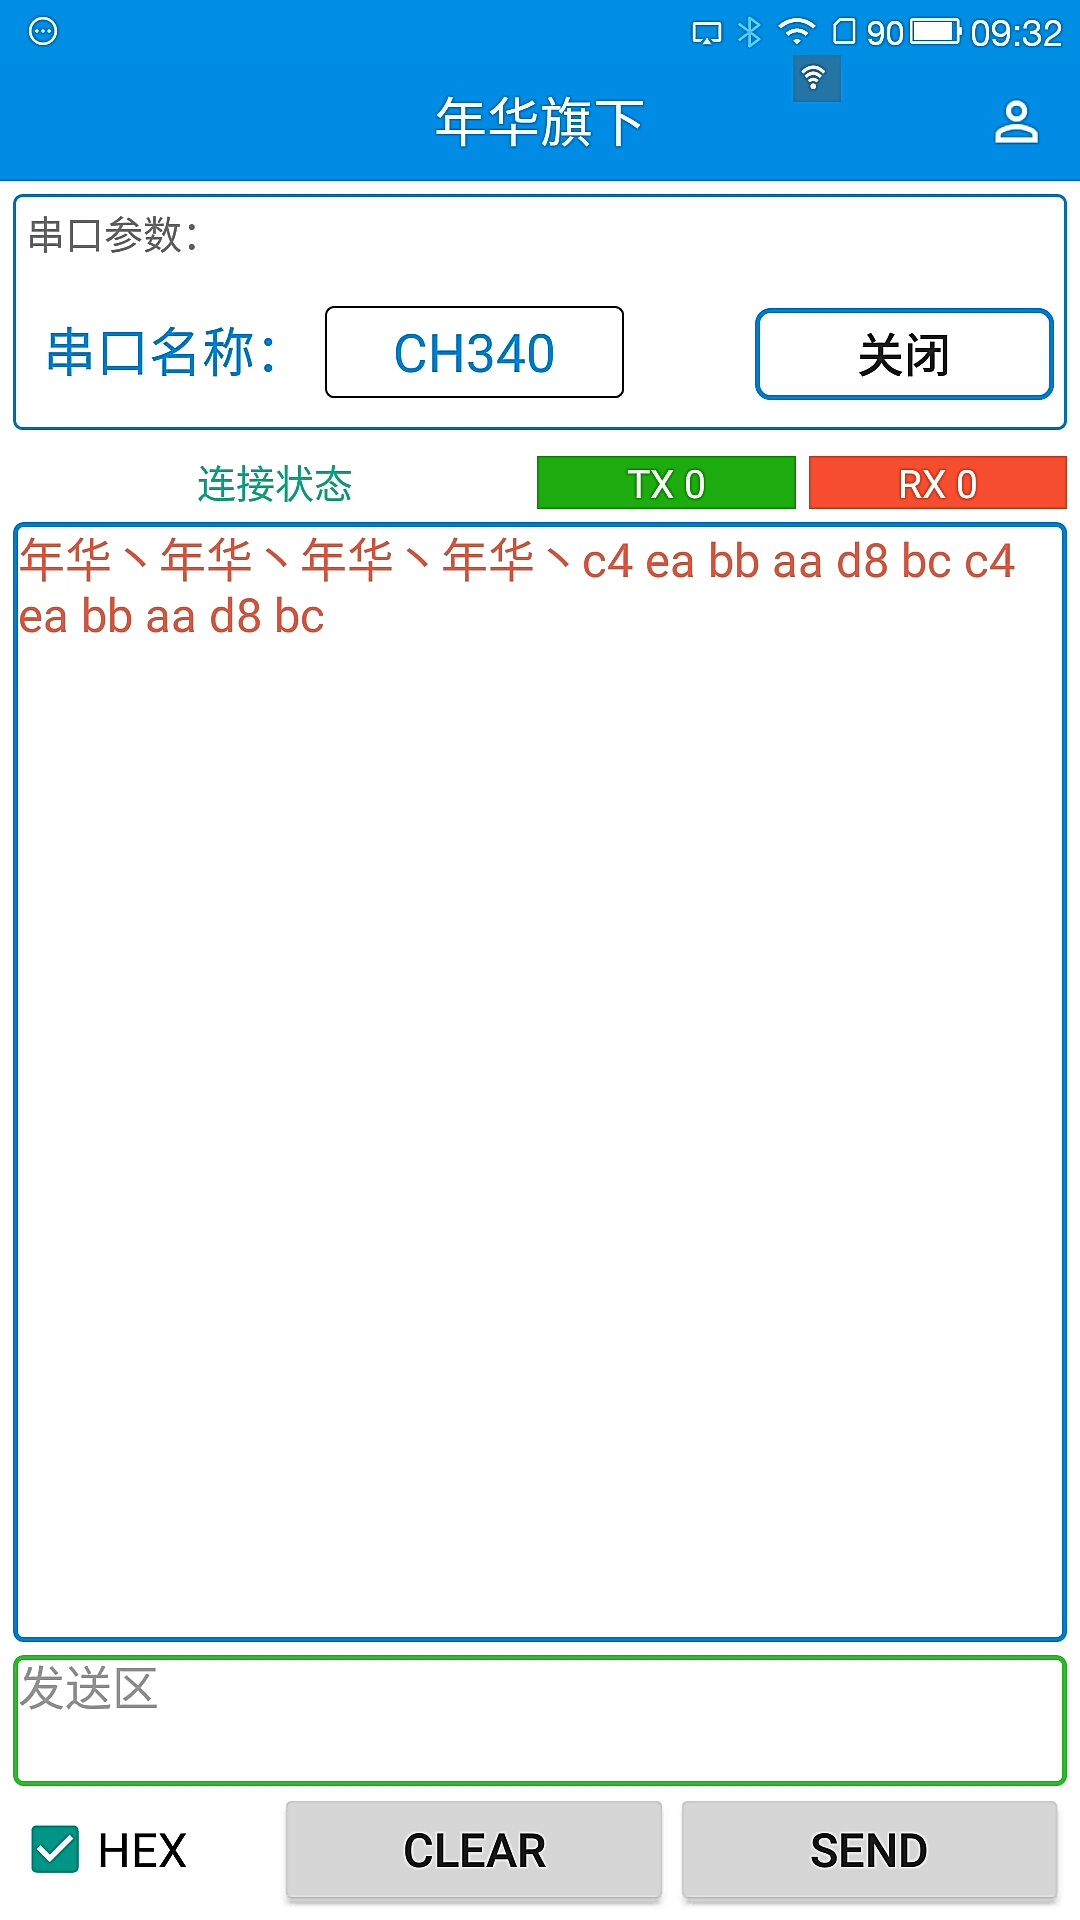 90 09:32
年华旗下
串口参数：
串口名称： CH340 关闭
连接状态 TX 0 RX 0
年华丶年华丶年华丶年华丶c4 ea bb aa d8 bc c4
ea bb aa d8 bc
发送区
HEX CLEAR SEND